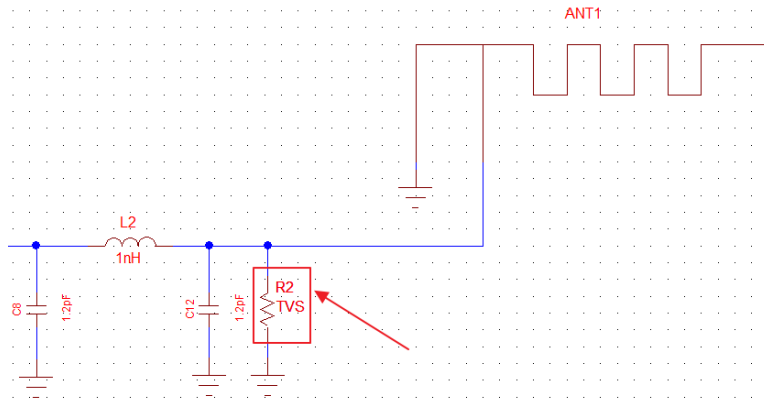 ANT1
L2
1nH
C8
1.2pF
C12
1.2pF
R2
TVS